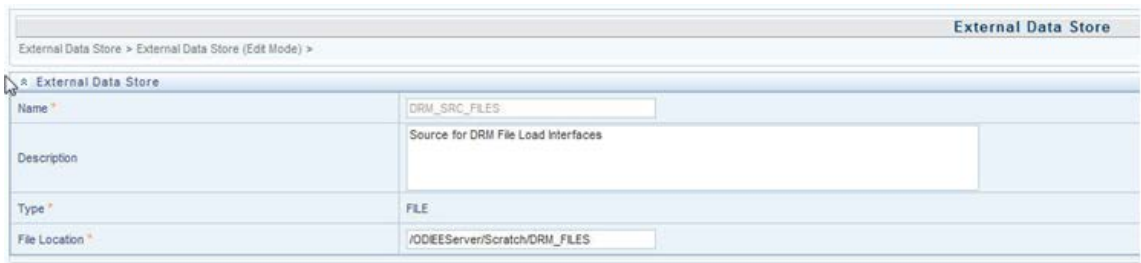 External Data Store
External Data Store > External Data Store (Edit Mode) >
External Data Store
Name *
DRM_SRC_FILES
Description
Source for DRM File Load Interfaces
Type *
FILE
File Location *
/ODIEEServer/Scratch/DRM_FILES